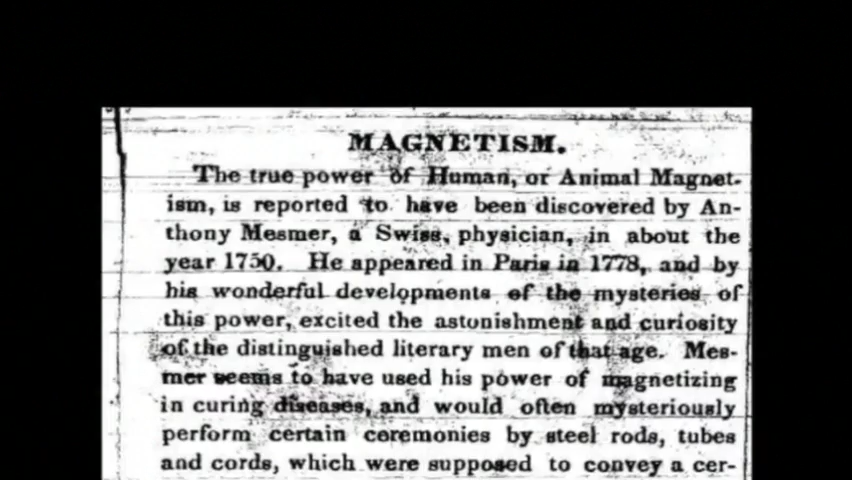 MAGNETISM.
The true power of Human, or Animal Magnet-
ism, is reported to have been discovered by An-
thony Mesmer, a Swiss, physician, in about the
year 1750. He appeared in Paris in 1778, and by
his wonderful developments of the mysteries of
this power, excited the astonishment and curiosity
of the distinguished literary men of that age. Mes-
mer seems to have used his power of magnetizing
in curing diseases, and would often mysteriously
perform certain ceremonies by steel rods, tubes
and cords, which were supposed to convey a cer-